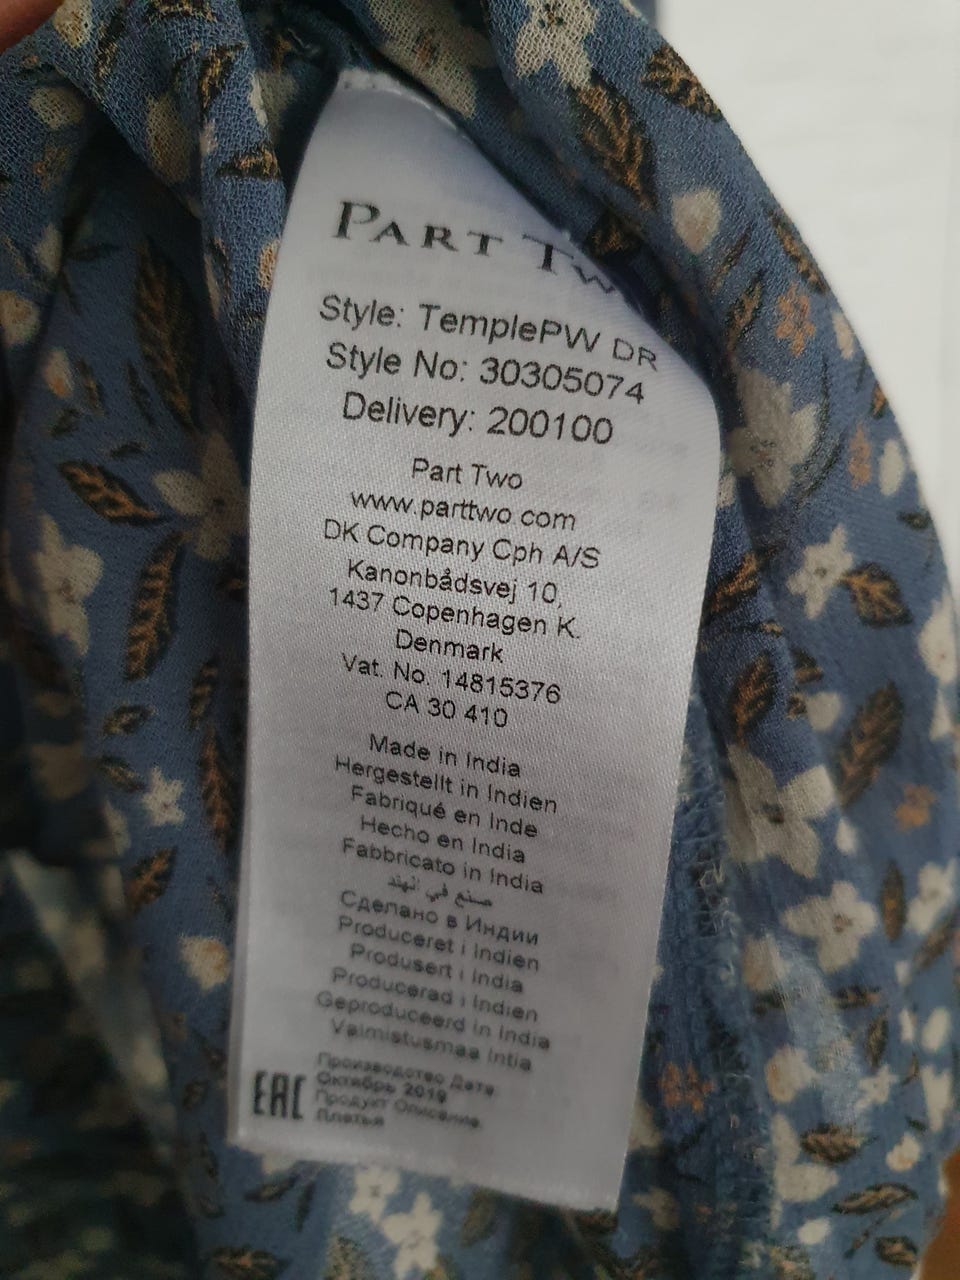 PART TW
Style: TemplePW DR
Style No: 30305074
Delivery: 200100
Part Two
www.parttwo.com
DK Company Cph A/S
Kanonbådsvej 10,
1437 Copenhagen K.
Denmark
Vat. No. 14815376
CA 30 410
Made in India
Hergestellt in Indien
Fabriqué en Inde
Hecho en India
Fabbricato in India
صنع في الهند
Сделано в Индии
Produceret i Indien
Produsert i India
Producerad i Indien
Geproduceerd in India
Valmistusmaa Intia
Производство Дата
Октябрь 2019
EAC Продукт Описание
Платья